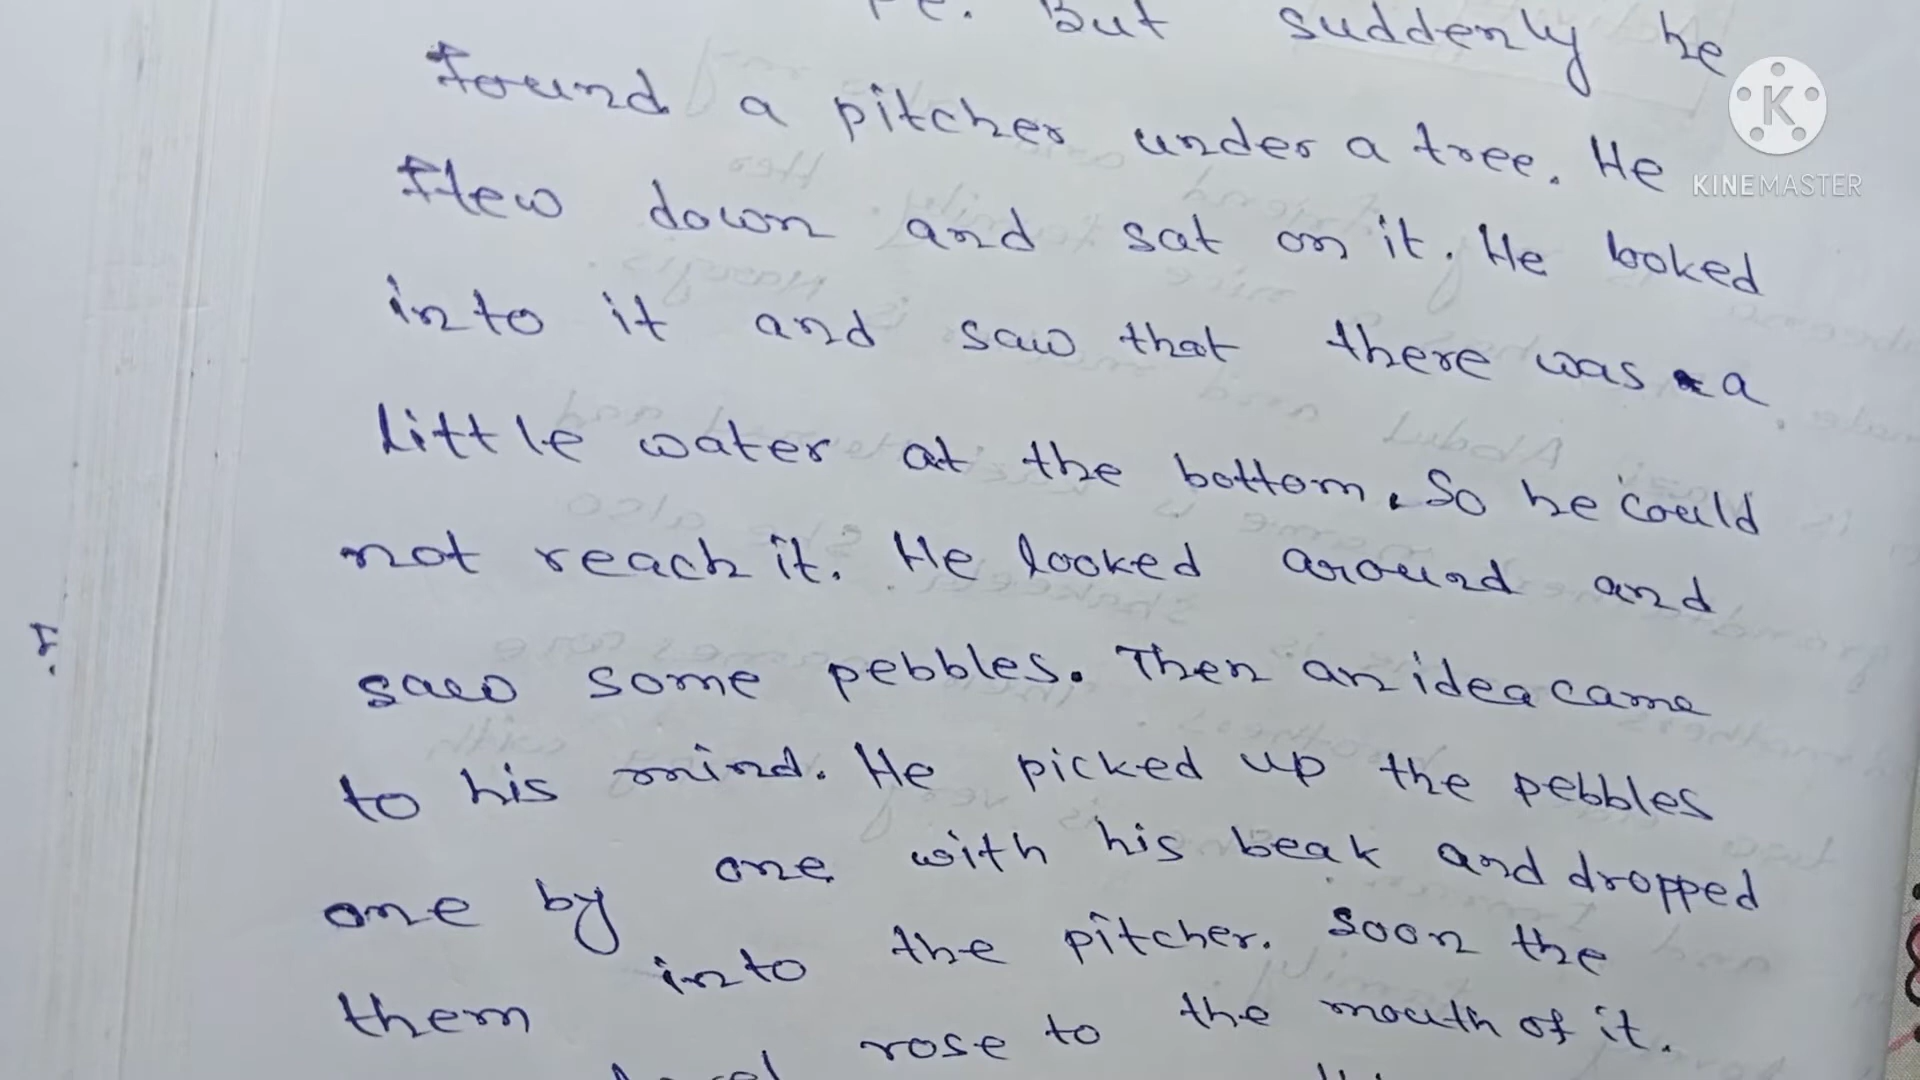 But suddenly he
found a pitcher under a tree. He
flew down and sat on it. He looked
into it and saw that there was a
little water at the bottom. So he could
not reach it. He looked around and
saw some pebbles. Then an idea came
to his mind. He picked up the pebbles
one by one with his beak and dropped
them into the pitcher. Soon the
rose to the mouth of it.
KINEMASTER